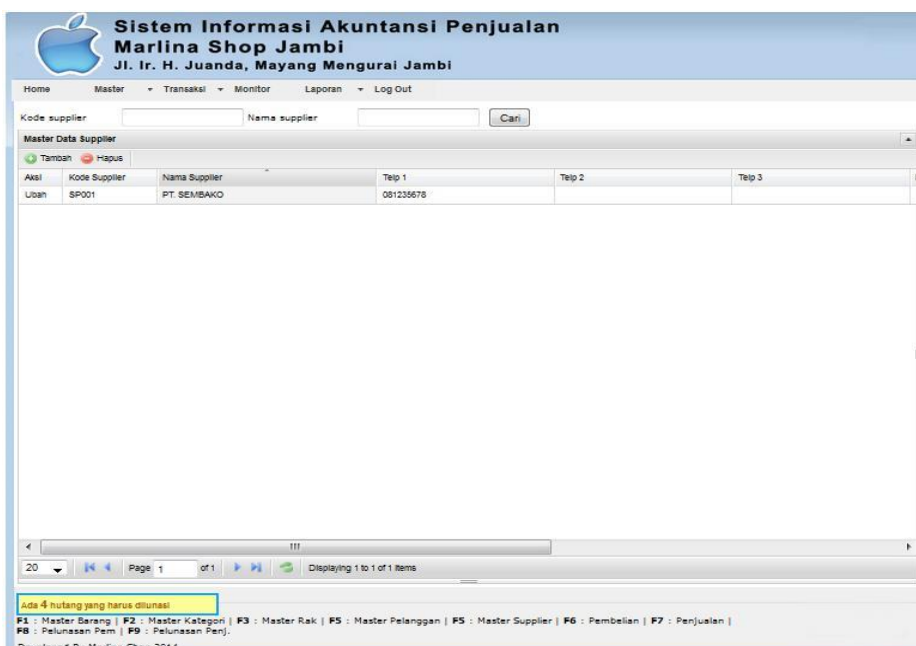 Sistem Informasi Akuntansi Penjualan
Marlina Shop Jambi
Jl. Ir. H. Juanda, Mayang Mengurai Jambi
Home Master Transaksi Monitor Laporan Log Out
Kode supplier Nama supplier Cari
Master Data Supplier
Tambah Hapus
Aksi Kode Supplier Nama Supplier Telp 1 Telp 2 Telp 3
Ubah SP001 PT. SEMBAKO 081235678
20 Page 1 of 1 Displaying 1 to 1 of 1 items
Ada 4 hutang yang harus dilunasi
F1 : Master Barang | F2 : Master Kategori | F3 : Master Rak | F5 : Master Pelanggan | F5 : Master Supplier | F6 : Pembelian | F7 : Penjualan |
F8 : Pelunasan Pem | F9 : Pelunasan Penj.